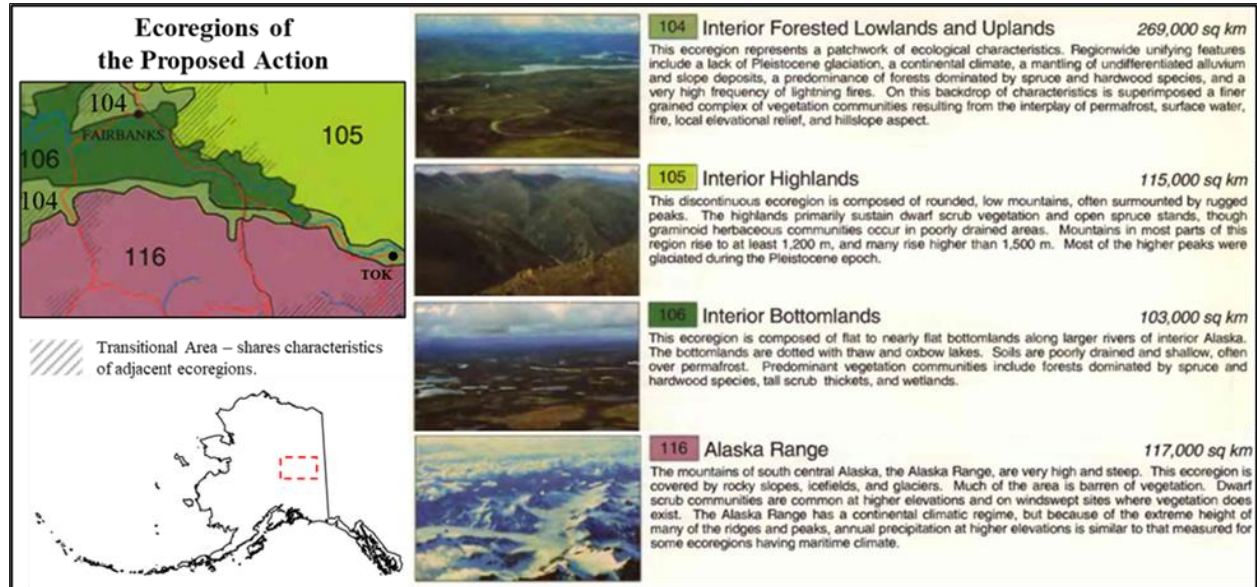 Ecoregions of
the Proposed Action
104
FAIRBANKS
105
106
104
116
TOK
Transitional Area – shares characteristics
of adjacent ecoregions.
104 Interior Forested Lowlands and Uplands 269,000 sq km
This ecoregion represents a patchwork of ecological characteristics. Regionwide unifying features
include a lack of Pleistocene glaciation, a continental climate, a mantling of undifferentiated alluvium
and slope deposits, a predominance of forests dominated by spruce and hardwood species, and a
very high frequency of lightning fires. On this backdrop of characteristics is superimposed a finer
grained complex of vegetation communities resulting from the interplay of permafrost, surface water,
fire, local elevational relief, and hillslope aspect.
105 Interior Highlands 115,000 sq km
This discontinuous ecoregion is composed of rounded, low mountains, often surmounted by rugged
peaks. The highlands primarily sustain dwarf scrub vegetation and open spruce stands, though
graminoid herbaceous communities occur in poorly drained areas. Mountains in most parts of this
region rise to at least 1,200 m, and many rise higher than 1,500 m. Most of the higher peaks were
glaciated during the Pleistocene epoch.
106 Interior Bottomlands 103,000 sq km
This ecoregion is composed of flat to nearly flat bottomlands along larger rivers of interior Alaska.
The bottomlands are dotted with thaw and oxbow lakes. Soils are poorly drained and shallow, often
over permafrost. Predominant vegetation communities include forests dominated by spruce and
hardwood species, tall scrub thickets, and wetlands.
116 Alaska Range 117,000 sq km
The mountains of south central Alaska, the Alaska Range, are very high and steep. This ecoregion is
covered by rocky slopes, icefields, and glaciers. Much of the area is barren of vegetation. Dwarf
scrub communities are common at higher elevations and on windswept sites where vegetation does
exist. The Alaska Range has a continental climatic regime, but because of the extreme height of
many of the ridges and peaks, annual precipitation at higher elevations is similar to that measured for
some ecoregions having maritime climate.